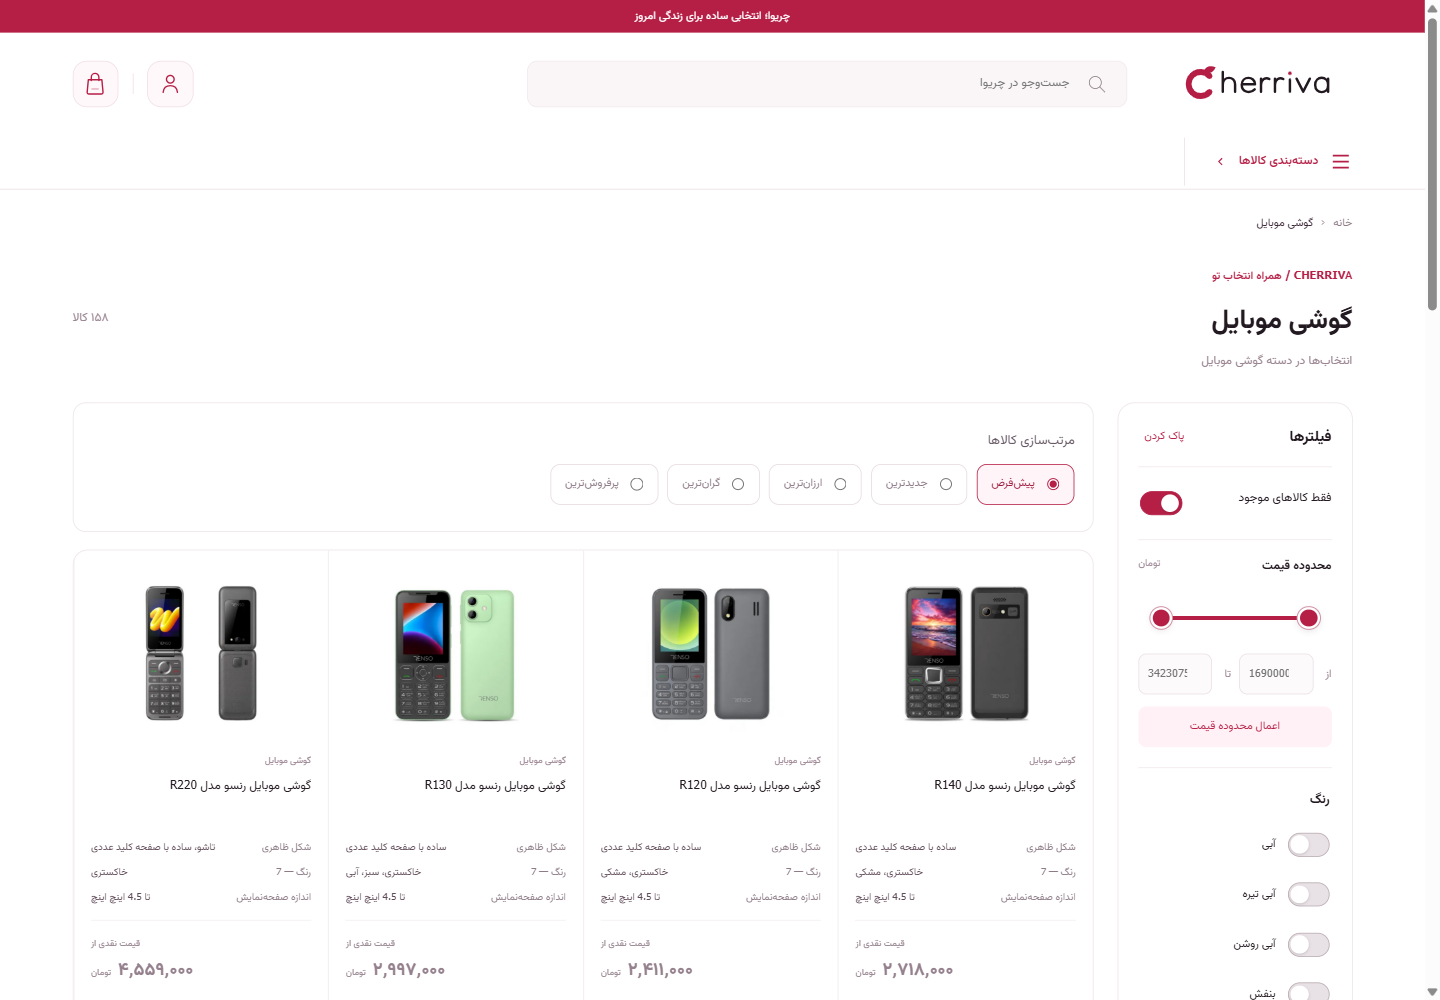 چریوا؛ انتخابی ساده برای زندگی امروز
Cherriva
جست‌وجو در چریوا
دسته‌بندی کالاها
خانه › گوشی موبایل
CHERRIVA / همراه انتخاب تو
گوشی موبایل
۱۵۸ کالا
انتخاب‌ها در دسته گوشی موبایل
فیلترها
پاک کردن
فقط کالاهای موجود
محدوده قیمت
تومان
از
1690000
تا
3423075
اعمال محدوده قیمت
رنگ
آبی
آبی تیره
آبی روشن
بنفش
مرتب‌سازی کالاها
پیش‌فرض
جدیدترین
ارزان‌ترین
گران‌ترین
پرفروش‌ترین
گوشی موبایل
گوشی موبایل رنسو مدل R140
شکل ظاهری ساده با صفحه کلید عددی
رنگ — 7 خاکستری، مشکی
اندازه صفحه‌نمایش تا 4.5 اینچ اینچ
قیمت نقدی از
۲,۷۱۸,۰۰۰ تومان
گوشی موبایل
گوشی موبایل رنسو مدل R120
شکل ظاهری ساده با صفحه کلید عددی
رنگ — 7 خاکستری، مشکی
اندازه صفحه‌نمایش تا 4.5 اینچ اینچ
قیمت نقدی از
۲,۴۱۱,۰۰۰ تومان
گوشی موبایل
گوشی موبایل رنسو مدل R130
شکل ظاهری ساده با صفحه کلید عددی
رنگ — 7 خاکستری، سبز، آبی
اندازه صفحه‌نمایش تا 4.5 اینچ اینچ
قیمت نقدی از
۲,۹۹۷,۰۰۰ تومان
گوشی موبایل
گوشی موبایل رنسو مدل R220
شکل ظاهری تاشو، ساده با صفحه کلید عددی
رنگ — 7 خاکستری
اندازه صفحه‌نمایش تا 4.5 اینچ اینچ
قیمت نقدی از
۴,۵۵۹,۰۰۰ تومان